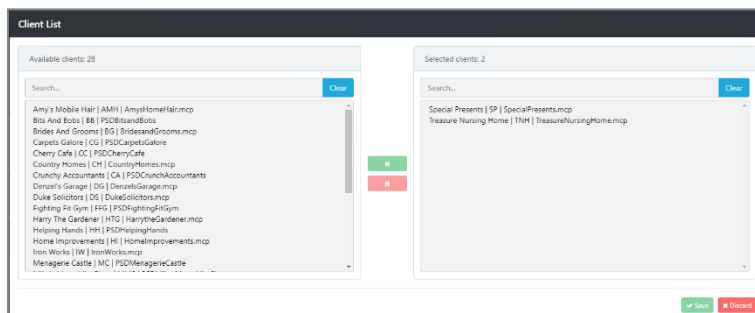 Client List
Available clients: 28
Search...
Clear
Amy's Mobile Hair | AMH | AmysHomeHair.mcp
Bits And Bobs | BB | PSDBitsandBobs
Brides And Grooms | BG | BridesandGrooms.mcp
Carpets Galore | CG | PSDCarpetsGalore
Cherry Cafe | CC | PSDCherryCafe
Country Homes | CH | CountryHomes.mcp
Crunchy Accountants | CA | PSDCrunchAccountants
Denzel's Garage | DG | DenzelsGarage.mcp
Duke Solicitors | DS | DukeSolicitors.mcp
Fighting Fit Gym | FFG | PSDFightingFitGym
Harry The Gardener | HTG | HarrytheGardener.mcp
Helping Hands | HH | PSDHelpingHands
Home Improvements | HI | HomeImprovements.mcp
Iron Works | IW | IronWorks.mcp
Menagerie Castle | MC | PSDMenagerieCastle
Selected clients: 2
Search...
Clear
Special Presents | SP | SpecialPresents.mcp
Treasure Nursing Home | TNH | TreasureNursingHome.mcp
Save
Discard